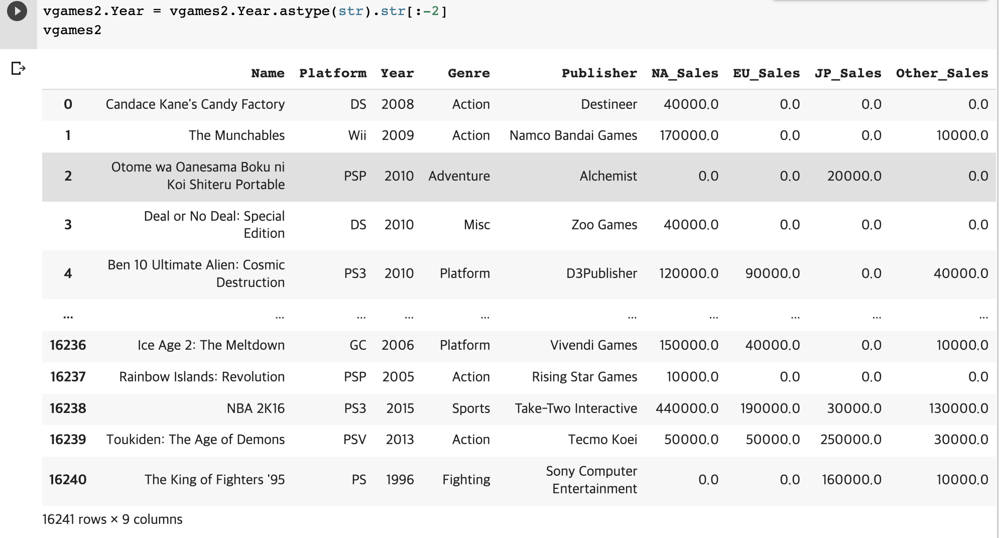 vgames2.Year = vgames2.Year.astype(str).str[:-2]
vgames2
Name Platform Year Genre Publisher NA_Sales EU_Sales JP_Sales Other_Sales
0 Candace Kane's Candy Factory DS 2008 Action Destineer 40000.0 0.0 0.0 0.0
1 The Munchables Wii 2009 Action Namco Bandai Games 170000.0 0.0 0.0 10000.0
2 Otome wa Oanesama Boku ni
Koi Shiteru Portable PSP 2010 Adventure Alchemist 0.0 0.0 20000.0 0.0
3 Deal or No Deal: Special
Edition DS 2010 Misc Zoo Games 40000.0 0.0 0.0 0.0
4 Ben 10 Ultimate Alien: Cosmic
Destruction PS3 2010 Platform D3Publisher 120000.0 90000.0 0.0 40000.0
... ... ... ... ... ... ... ... ... ...
16236 Ice Age 2: The Meltdown GC 2006 Platform Vivendi Games 150000.0 40000.0 0.0 10000.0
16237 Rainbow Islands: Revolution PSP 2005 Action Rising Star Games 10000.0 0.0 0.0 0.0
16238 NBA 2K16 PS3 2015 Sports Take-Two Interactive 440000.0 190000.0 30000.0 130000.0
16239 Toukiden: The Age of Demons PSV 2013 Action Tecmo Koei 50000.0 50000.0 250000.0 30000.0
16240 The King of Fighters '95 PS 1996 Fighting Sony Computer
Entertainment 0.0 0.0 160000.0 10000.0
16241 rows × 9 columns